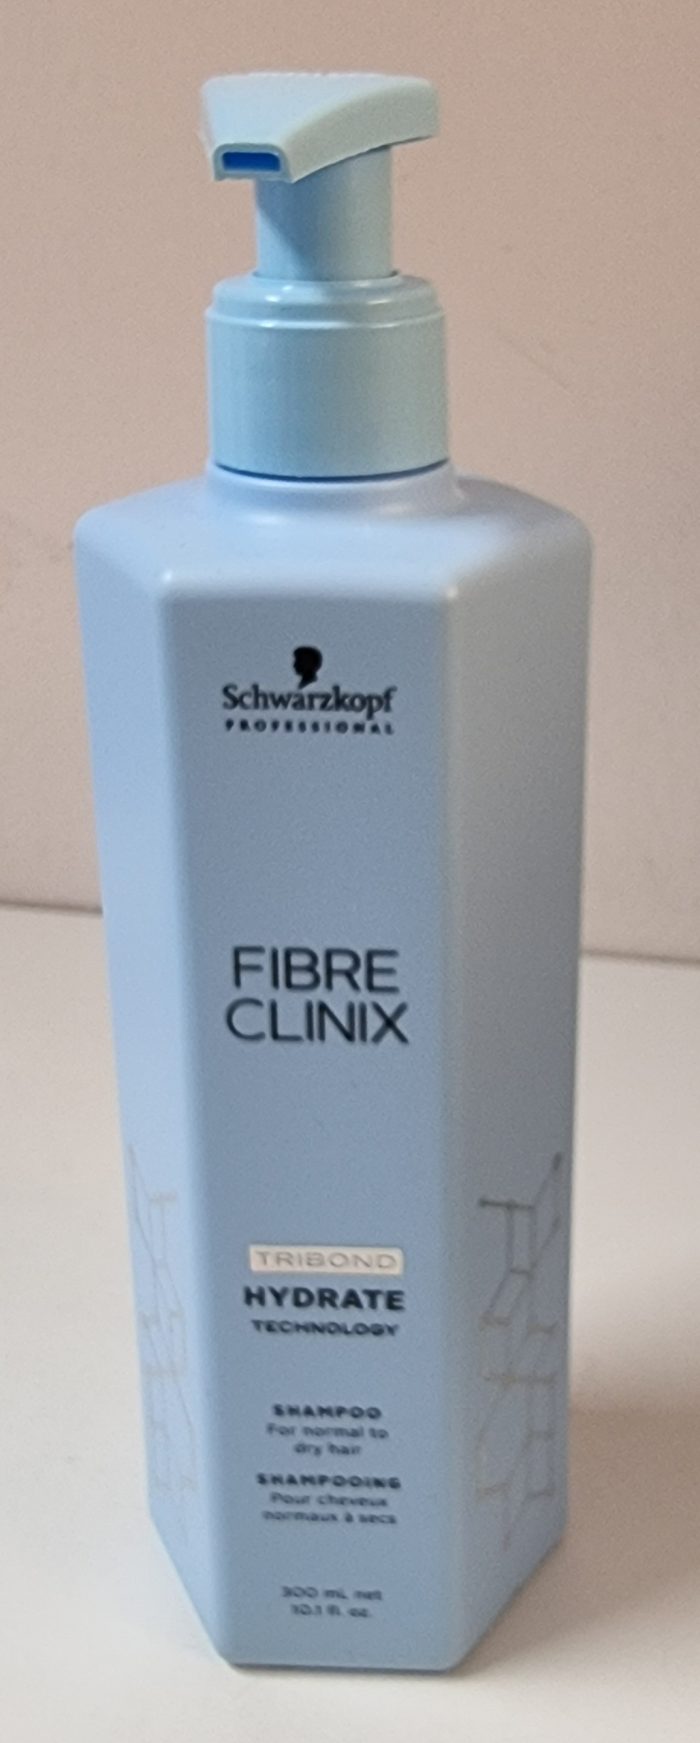 Schwarzkopf
PROFESSIONAL
FIBRE
CLINIX
TRIBOND
HYDRATE
TECHNOLOGY
SHAMPOO
For normal to
dry hair
SHAMPOOING
Pour cheveux
normaux à secs
300 mL net
10.1 fl. oz.